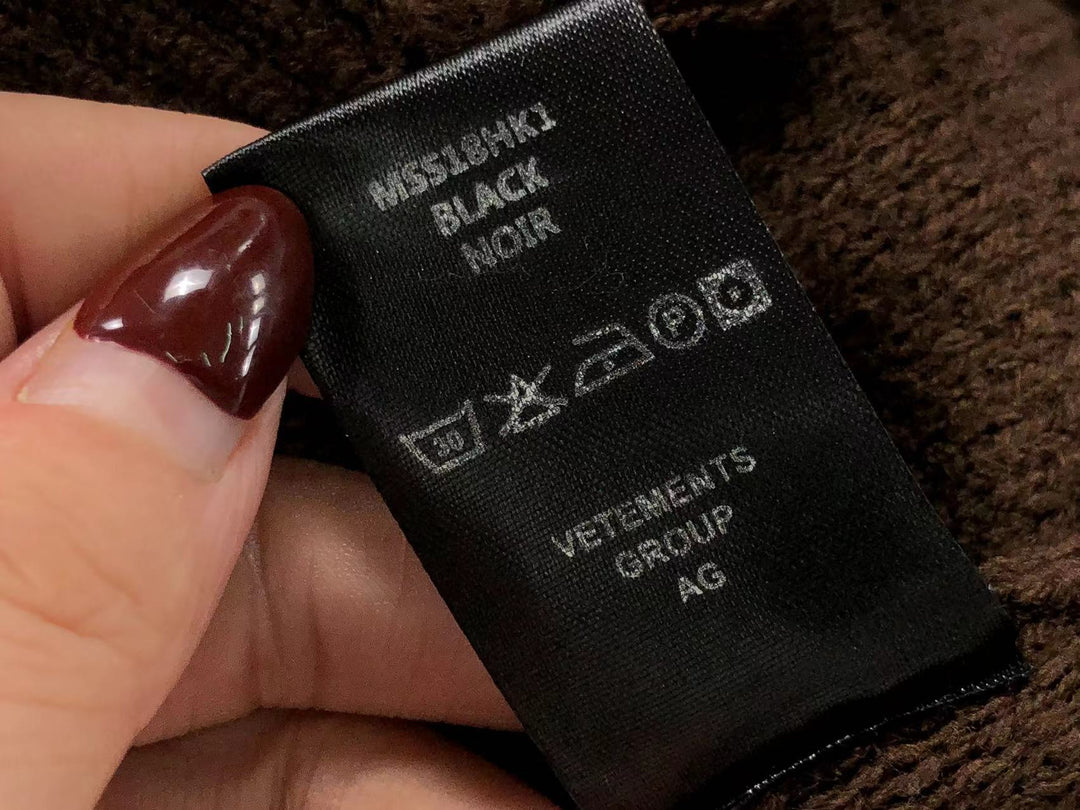 MSS18HK1
BLACK
NOIR
30
P
VETEMENTS
GROUP
AG